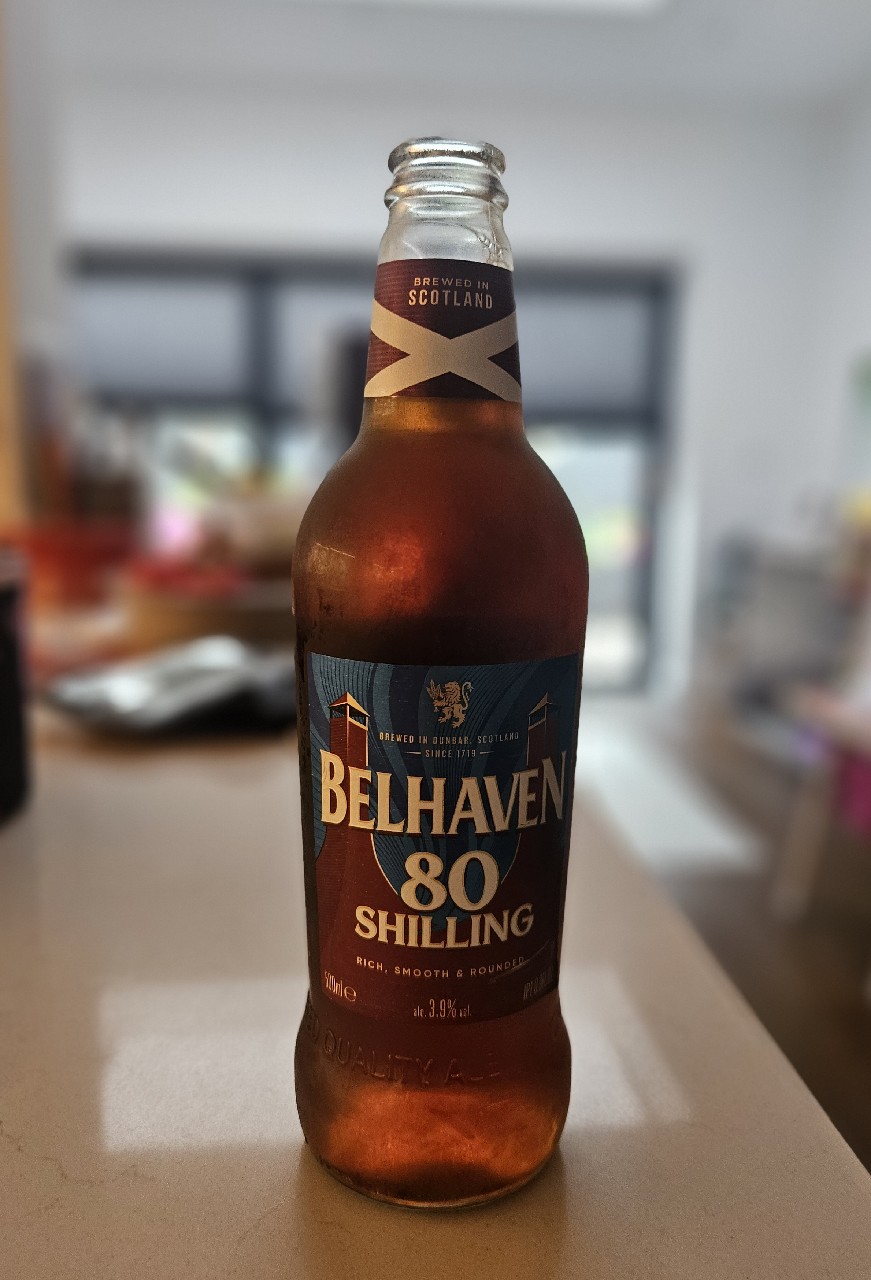 BREWED IN
SCOTLAND
BREWED IN DUNBAR, SCOTLAND
SINCE 1719
BELHAVEN
80
SHILLING
RICH, SMOOTH & ROUNDED
500ml e
alc. 3.9% vol.
QUALITY ALE